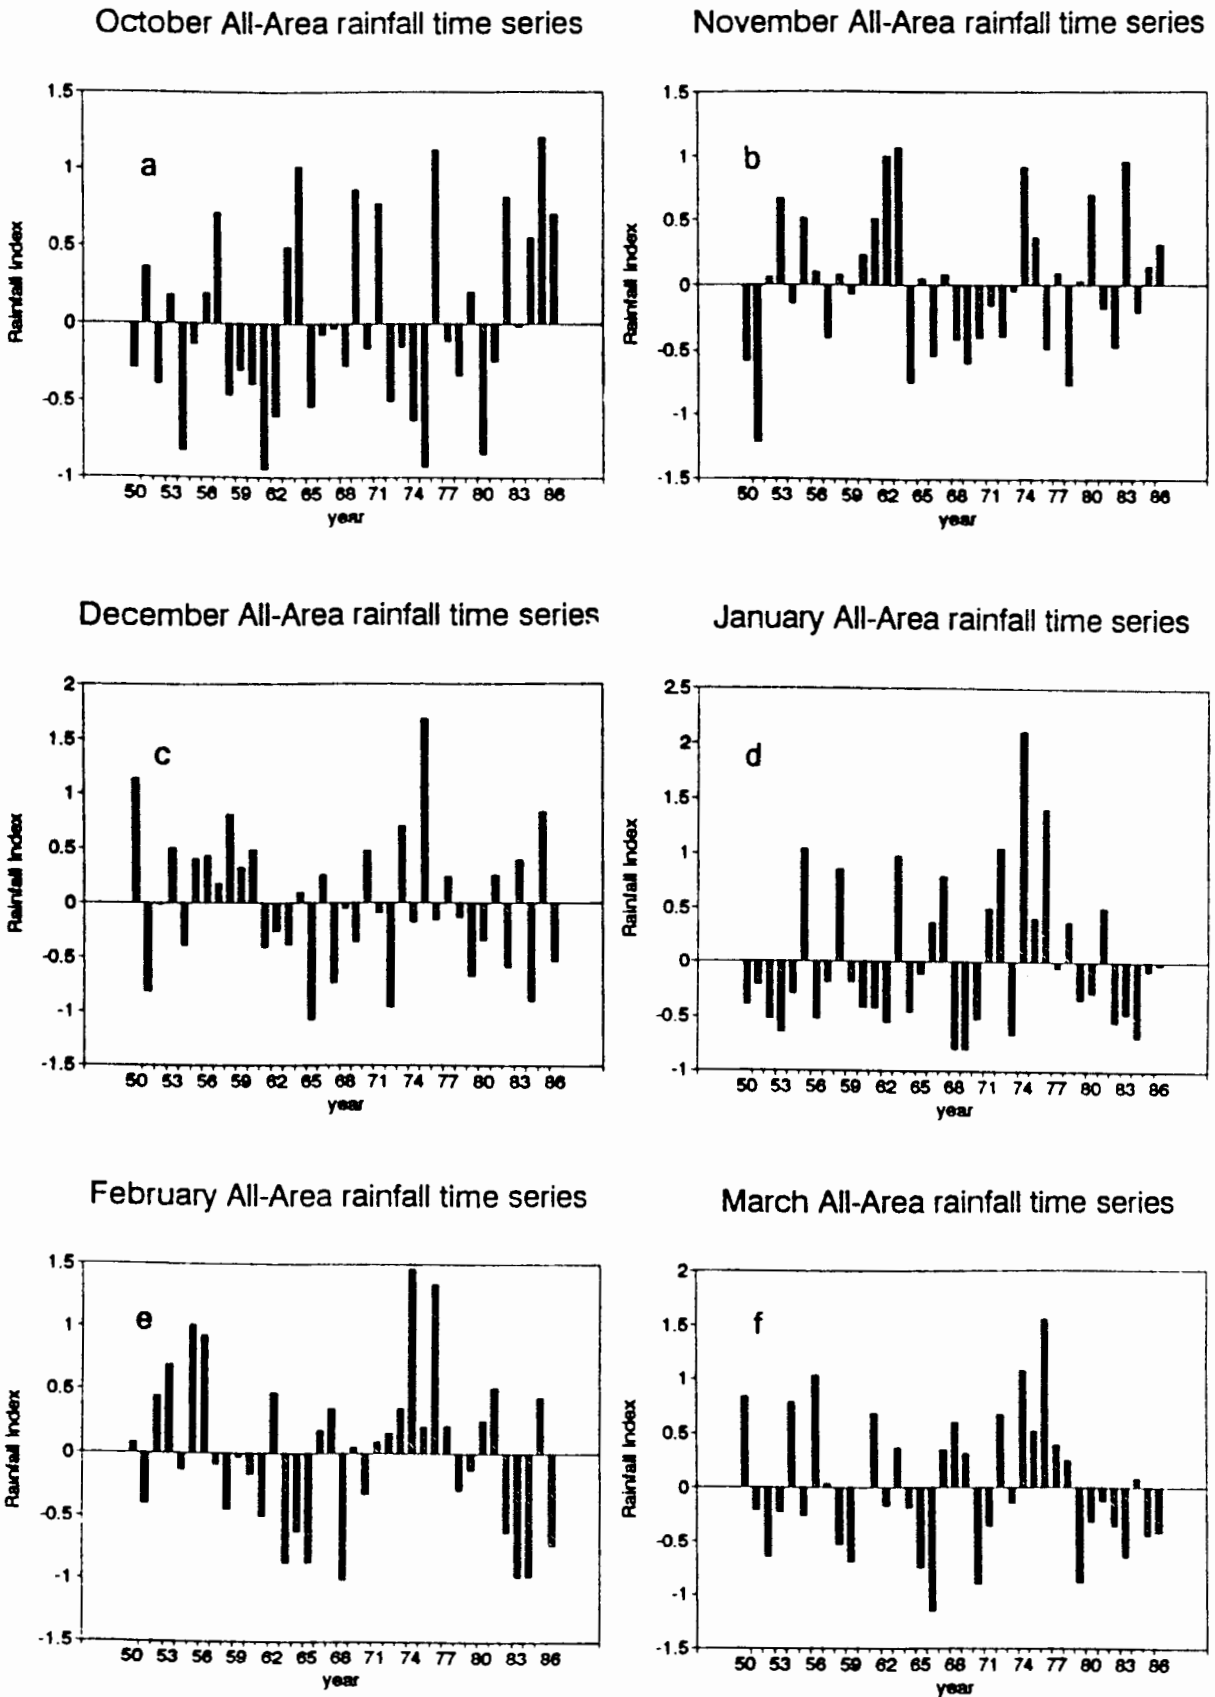 October All-Area rainfall time series
November All-Area rainfall time series
1.5
1
0.5
0
-0.5
-1
Rainfall Index
a
50 53 56 59 62 65 68 71 74 77 80 83 86
year
1.5
1
0.5
0
-0.5
-1
-1.5
Rainfall Index
b
50 53 56 59 62 65 68 71 74 77 80 83 86
year
December All-Area rainfall time series
January All-Area rainfall time series
2
1.5
1
0.5
0
-0.5
-1
-1.5
Rainfall Index
c
50 53 56 59 62 65 68 71 74 77 80 83 86
year
2.5
2
1.5
1
0.5
0
-0.5
-1
Rainfall Index
d
50 53 56 59 62 65 68 71 74 77 80 83 86
year
February All-Area rainfall time series
March All-Area rainfall time series
1.5
1
0.5
0
-0.5
-1
-1.5
Rainfall Index
e
50 53 56 59 62 65 68 71 74 77 80 83 86
year
2
1.5
1
0.5
0
-0.5
-1
-1.5
Rainfall Index
f
50 53 56 59 62 65 68 71 74 77 80 83 86
year